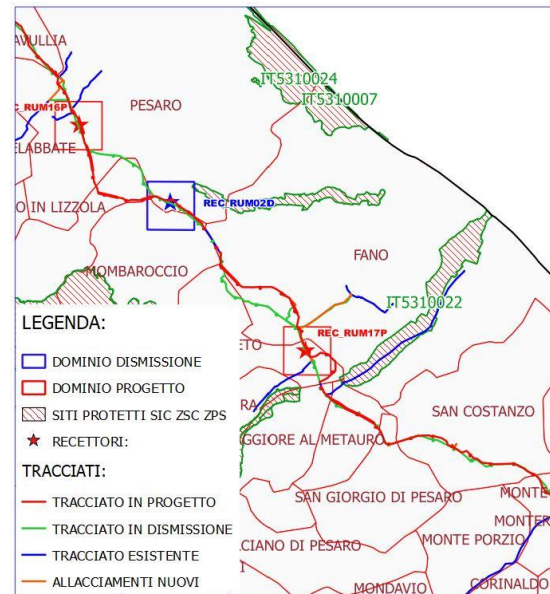 AVULLIA
IT5310024
IT5310007
PESARO
EC_RUM16P
ELABBATE
O IN LIZZOLA
REC_RUM02D
FANO
MOMBAROCCIO
IT5310022
REC_RUM17P
ETO
RA
SAN COSTANZO
GGIORE AL METAURO
SAN GIORGIO DI PESARO
MONTE
MONTER
CIANO DI PESARO
MONTE PORZIO
I
MONDAVIO
CORINALDO
LEGENDA:
DOMINIO DISMISSIONE
DOMINIO PROGETTO
SITI PROTETTI SIC ZSC ZPS
RECETTORI:
TRACCIATI:
TRACCIATO IN PROGETTO
TRACCIATO IN DISMISSIONE
TRACCIATO ESISTENTE
ALLACCIAMENTI NUOVI